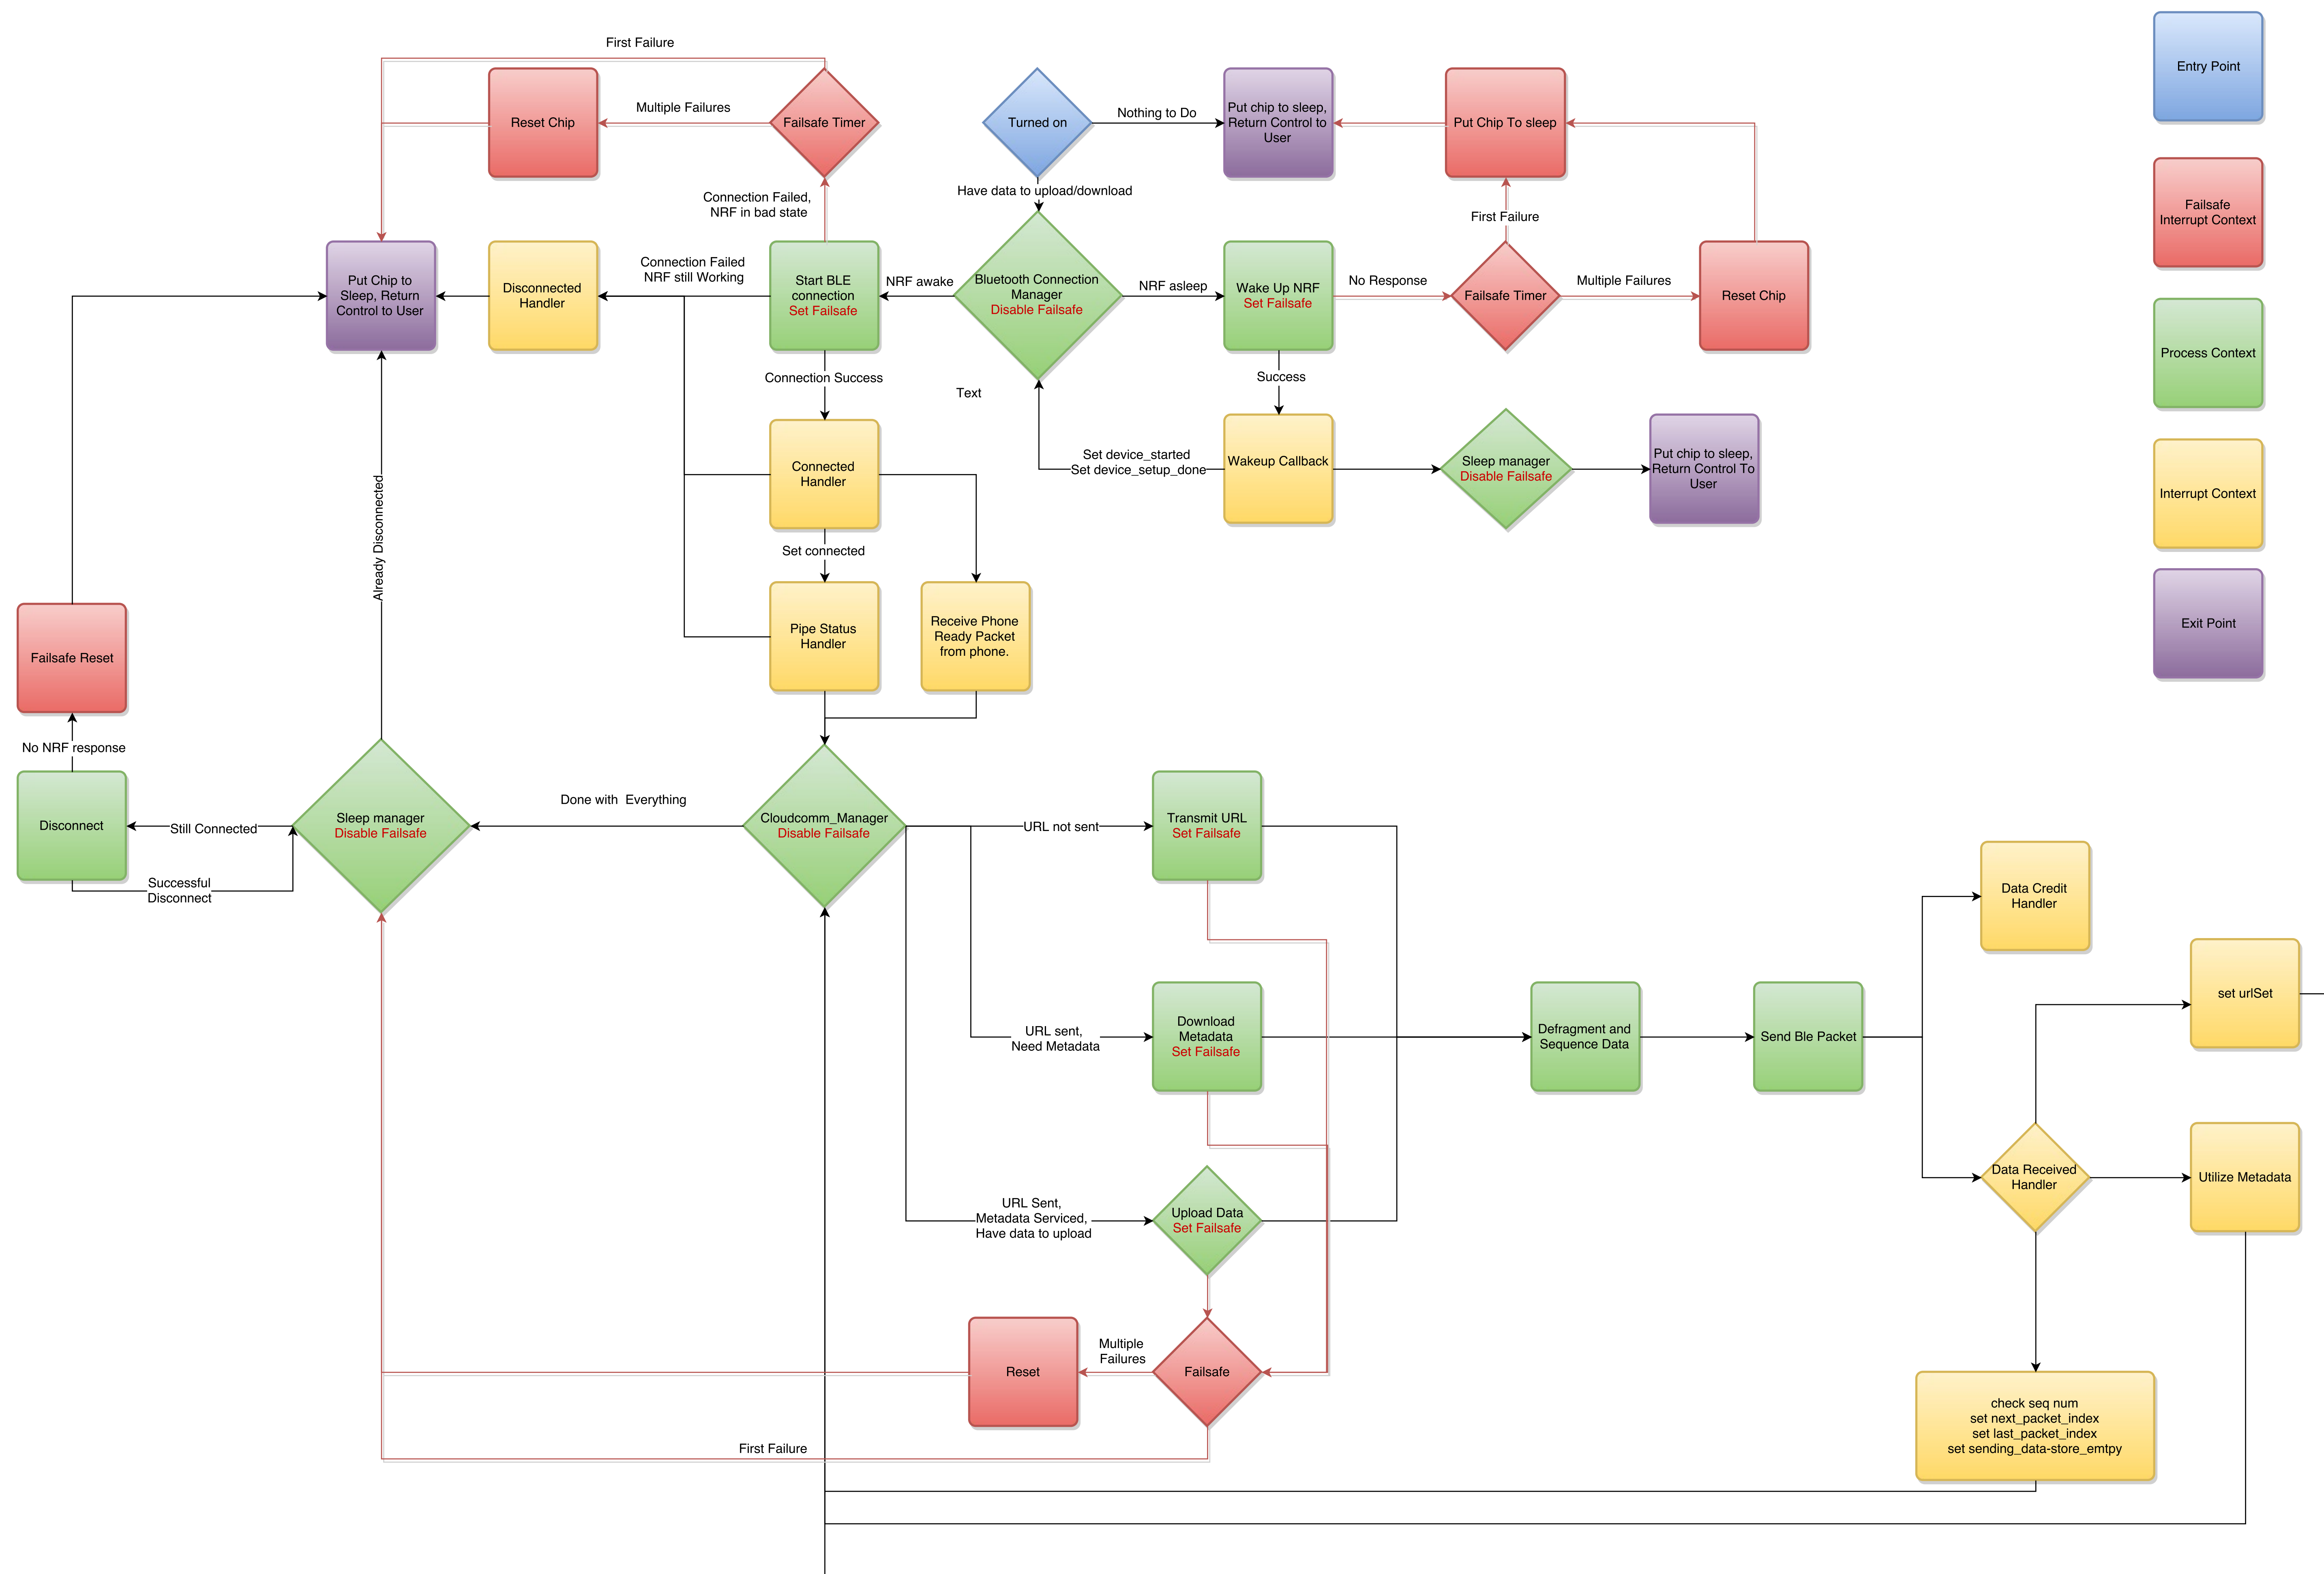 First Failure
Entry Point
Reset Chip
Multiple Failures
Failsafe Timer
Turned on
Nothing to Do
Put chip to sleep,
Return Control to
User
Put Chip To sleep
Connection Failed,
NRF in bad state
Have data to upload/download
First Failure
Failsafe
Interrupt Context
Put Chip to
Sleep, Return
Control to User
Disconnected
Handler
Connection Failed
NRF still Working
Start BLE
connection
Set Failsafe
NRF awake
Bluetooth Connection
Manager
Disable Failsafe
NRF asleep
Wake Up NRF
Set Failsafe
No Response
Failsafe Timer
Multiple Failures
Reset Chip
Process Context
Connection Success
Text
Success
Already Disconnected
Connected
Handler
Set device_started
Set device_setup_done
Wakeup Callback
Sleep manager
Disable Failsafe
Put chip to sleep,
Return Control To
User
Interrupt Context
Set connected
Failsafe Reset
Pipe Status
Handler
Receive Phone
Ready Packet
from phone.
Exit Point
No NRF response
Disconnect
Still Connected
Successful
Disconnect
Sleep manager
Disable Failsafe
Done with  Everything
Cloudcomm_Manager
Disable Failsafe
URL not sent
Transmit URL
Set Failsafe
Data Credit
Handler
URL sent,
Need Metadata
Download
Metadata
Set Failsafe
Defragment and
Sequence Data
Send Ble Packet
set urlSet
URL Sent,
Metadata Serviced,
Have data to upload
Upload Data
Set Failsafe
Data Received
Handler
Utilize Metadata
Reset
Multiple
Failures
Failsafe
First Failure
check seq num
set next_packet_index
set last_packet_index
set sending_data-store_emtpy